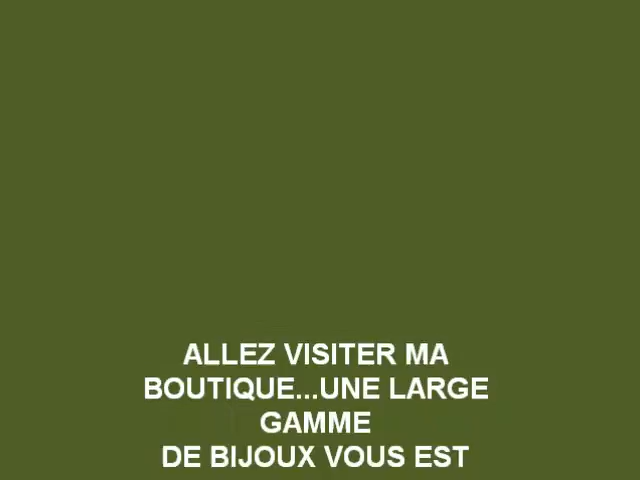 ALLEZ VISITER MA
BOUTIQUE...UNE LARGE
GAMME
DE BIJOUX VOUS EST